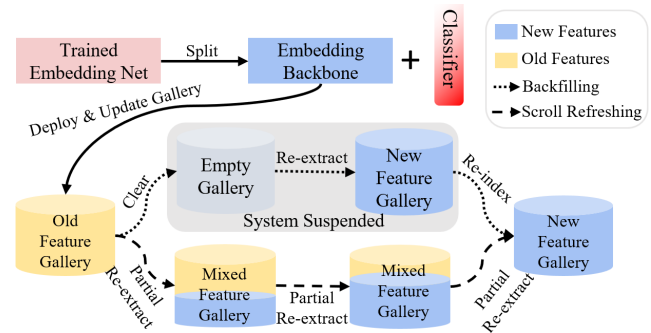 Trained
Embedding Net
Split
Embedding
Backbone
+
Classifier
New Features
Old Features
Backfilling
Scroll Refreshing
Deploy & Update Gallery
Empty
Gallery
Re-extract
New
Feature
Gallery
System Suspended
Clear
Re-index
Old
Feature
Gallery
New
Feature
Gallery
Partial
Re-extract
Mixed
Feature
Gallery
Partial
Re-extract
Mixed
Feature
Gallery
Partial
Re-extract